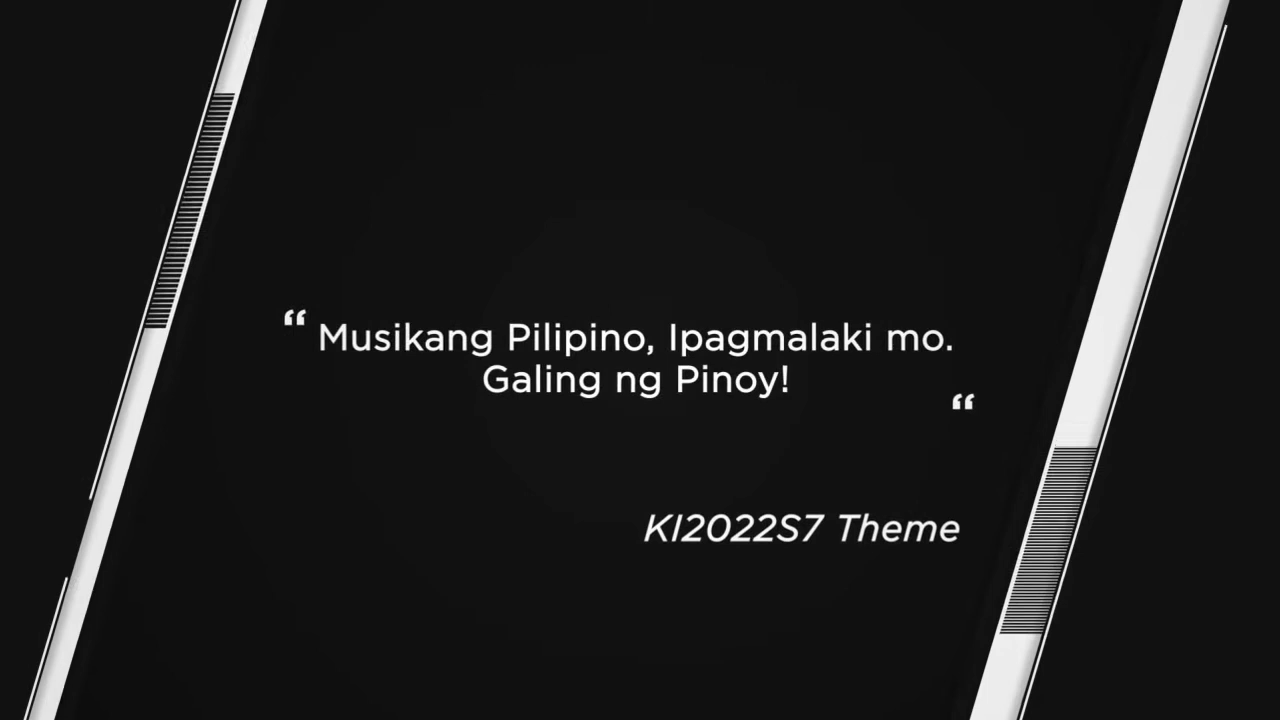 “ Musikang Pilipino, Ipagmalaki mo.
Galing ng Pinoy!
“
KI2022S7 Theme